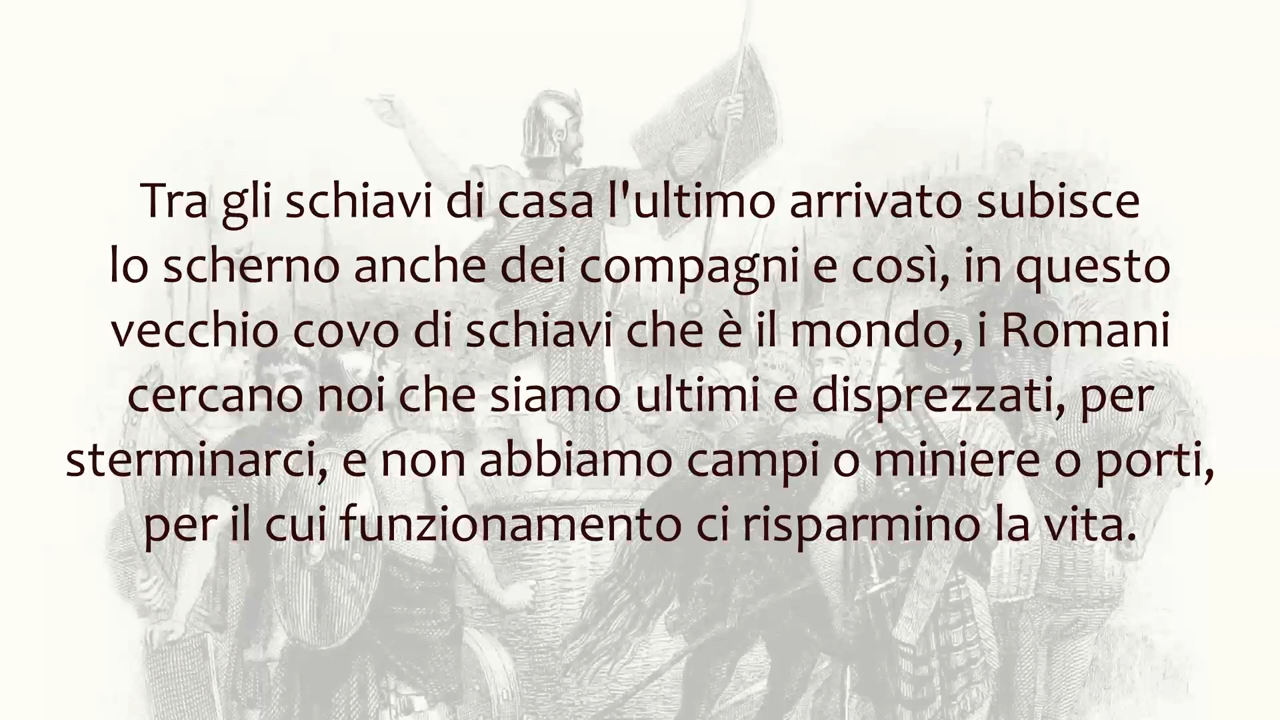 Tra gli schiavi di casa l'ultimo arrivato subisce
lo scherno anche dei compagni e così, in questo
vecchio covo di schiavi che è il mondo, i Romani
cercano noi che siamo ultimi e disprezzati, per
sterminarci, e non abbiamo campi o miniere o porti,
per il cui funzionamento ci risparmino la vita.